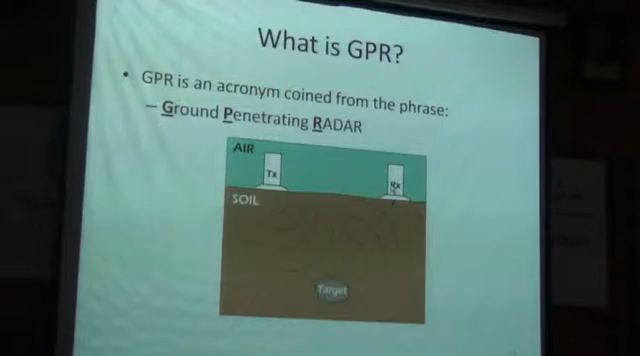 What is GPR?
• GPR is an acronym coined from the phrase:
– Ground Penetrating RADAR
AIR
Tx
Rx
SOIL
Target